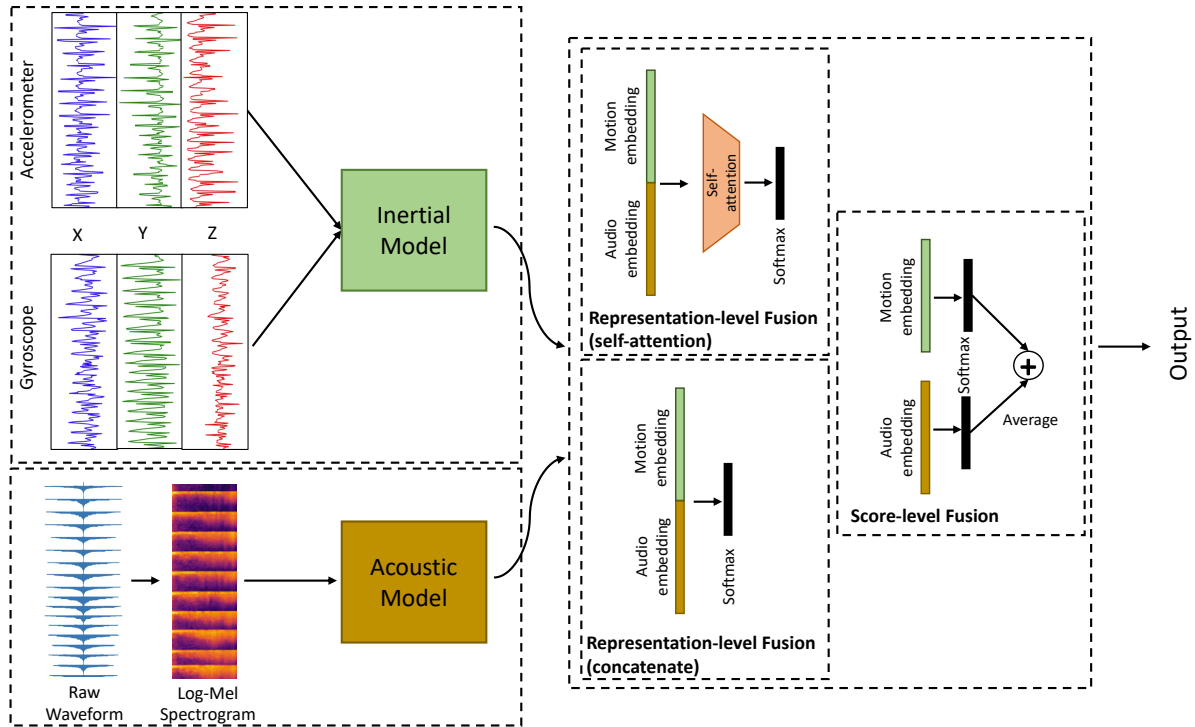 Accelerometer
X Y Z
Gyroscope
Inertial
Model
Raw
Waveform
Log-Mel
Spectrogram
Acoustic
Model
Motion
embedding
Audio
embedding
Self-
attention
Softmax
Representation-level Fusion
(self-attention)
Motion
embedding
Audio
embedding
Softmax
Representation-level Fusion
(concatenate)
Motion
embedding
Softmax
Audio
embedding
+
Average
Score-level Fusion
Output